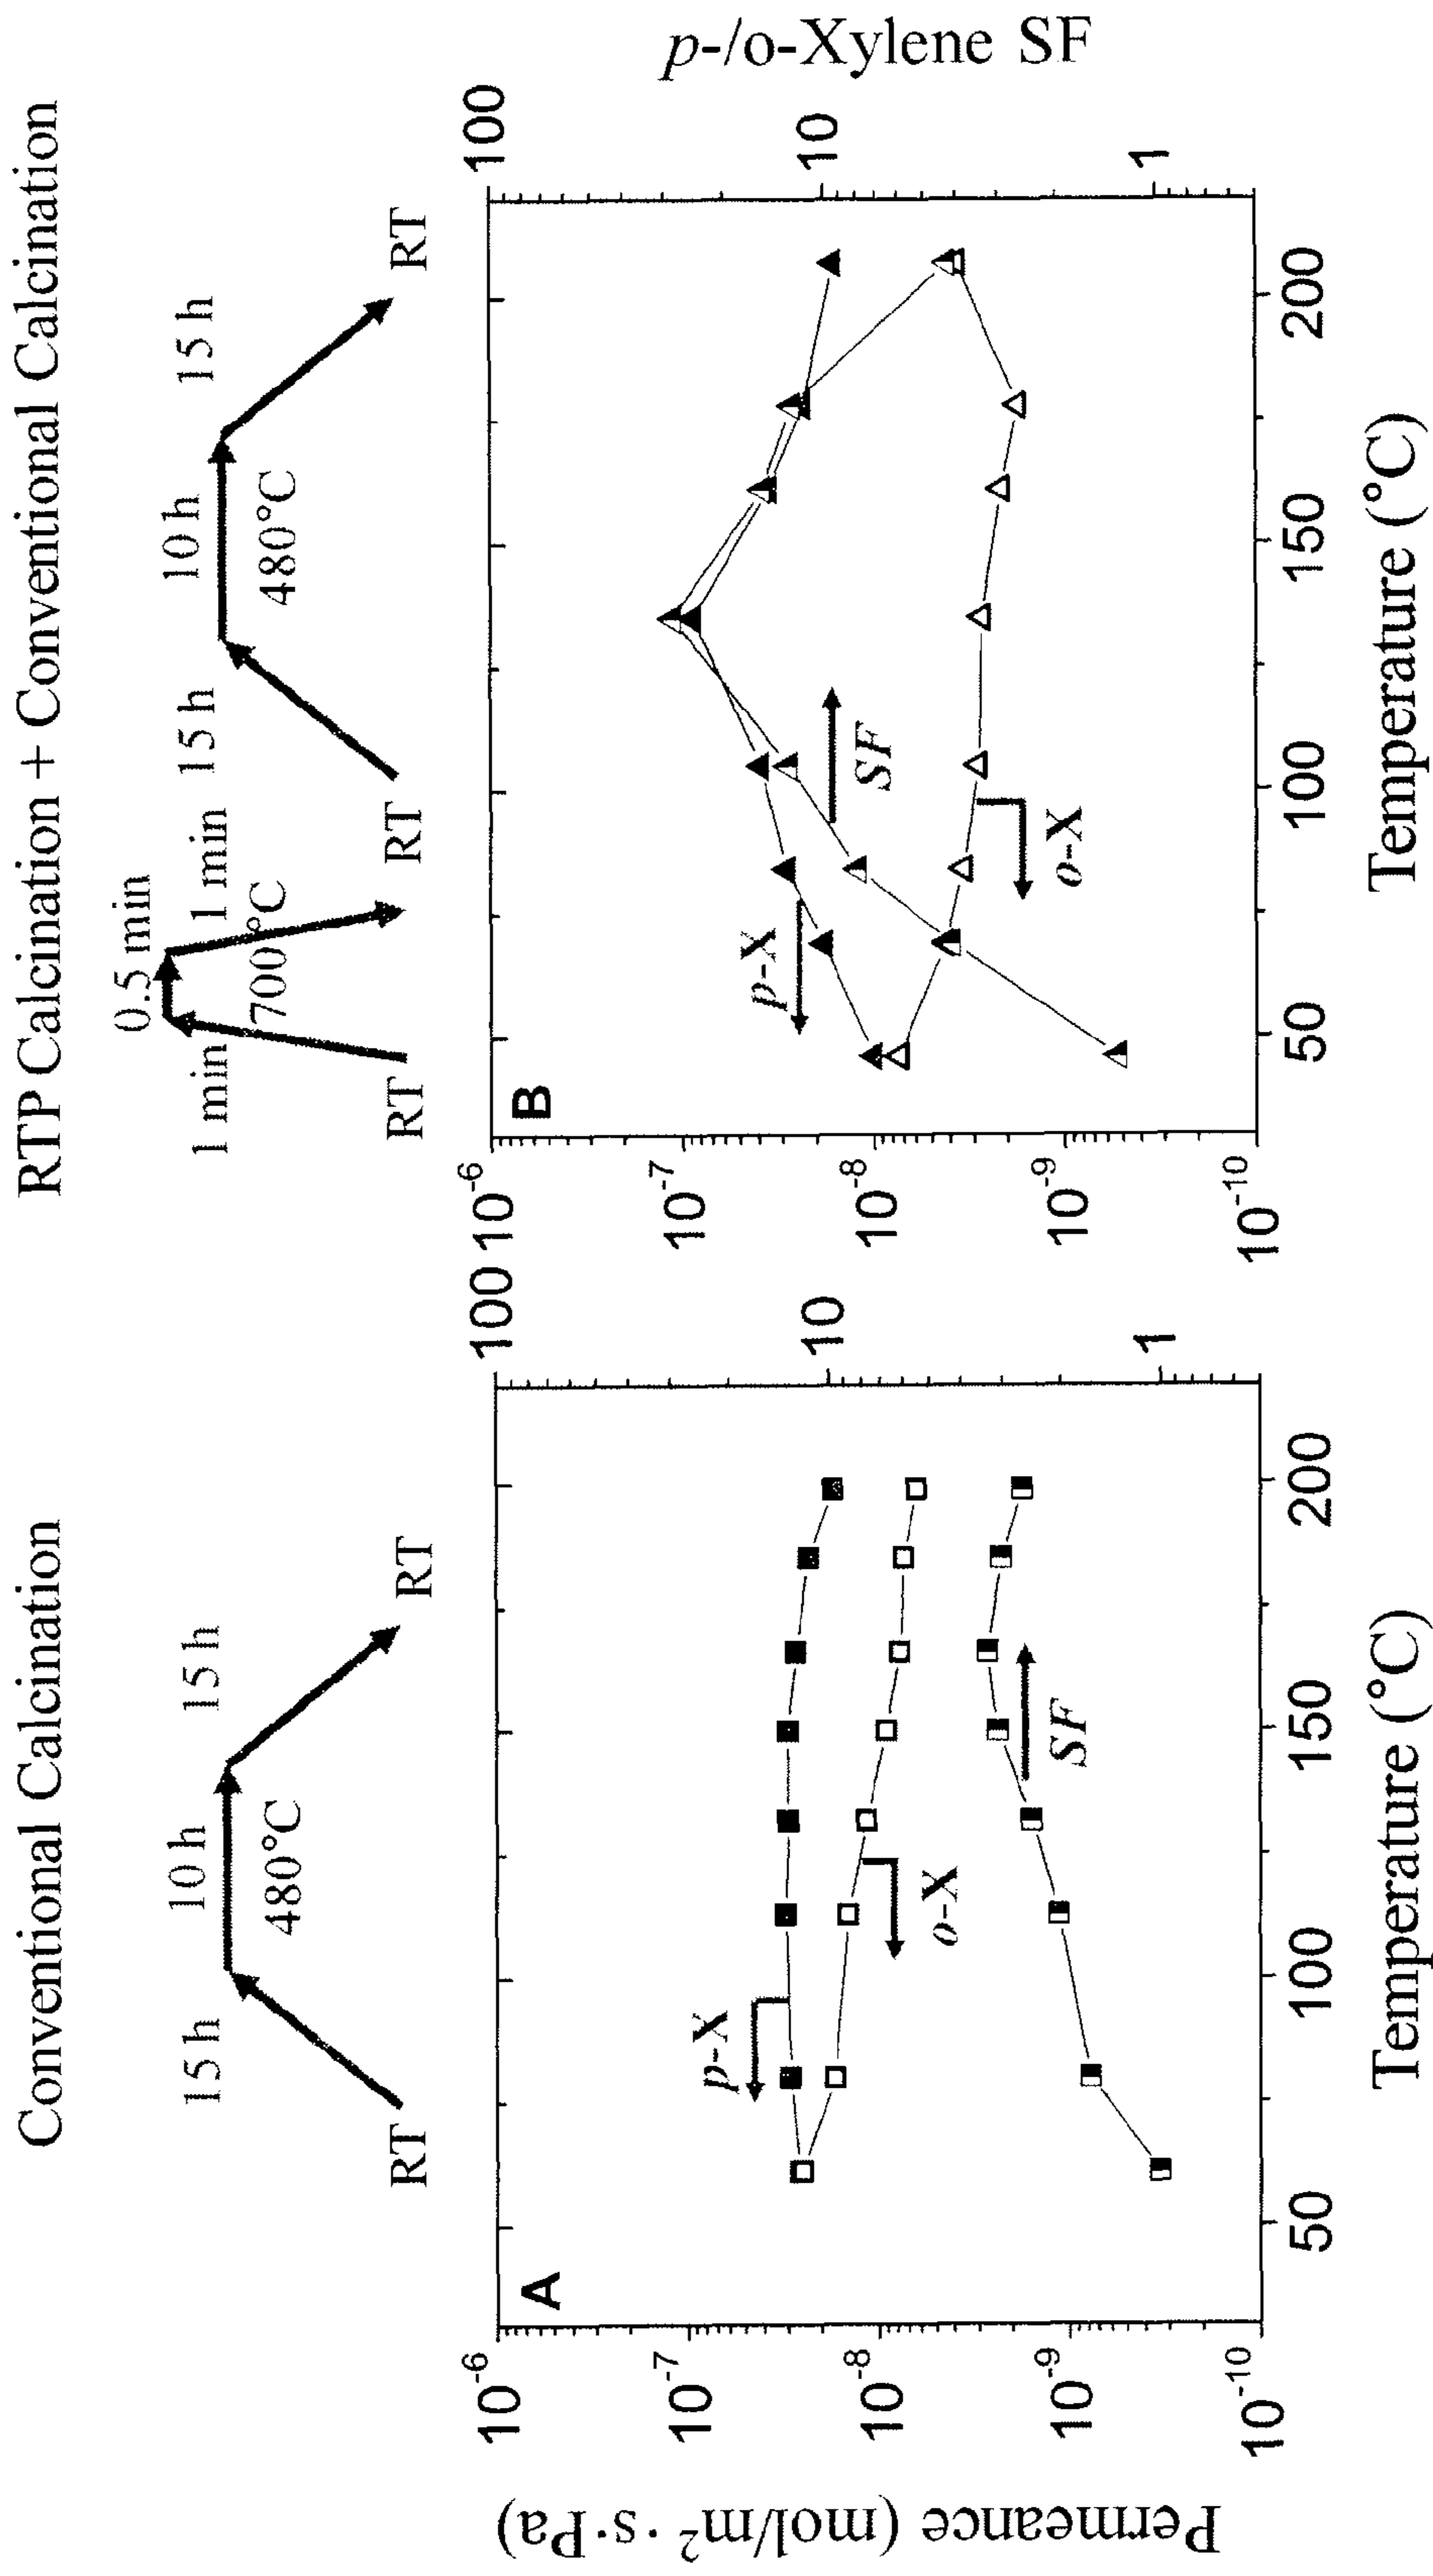 Conventional Calcination
15 h
10 h
15 h
480°C
RT
RT
RTP Calcination + Conventional Calcination
0.5 min
1 min
1 min
700°C
RT
RT
15 h
10 h
15 h
480°C
RT
A
p-X
o-X
SF
10⁻⁶
10⁻⁷
10⁻⁸
10⁻⁹
10⁻¹⁰
100
10
1
50
100
150
200
Temperature (°C)
Permeance (mol/m² · s·Pa)
B
p-X
SF
o-X
10⁻⁶
10⁻⁷
10⁻⁸
10⁻⁹
10⁻¹⁰
100
10
1
50
100
150
200
Temperature (°C)
p-/o-Xylene SF